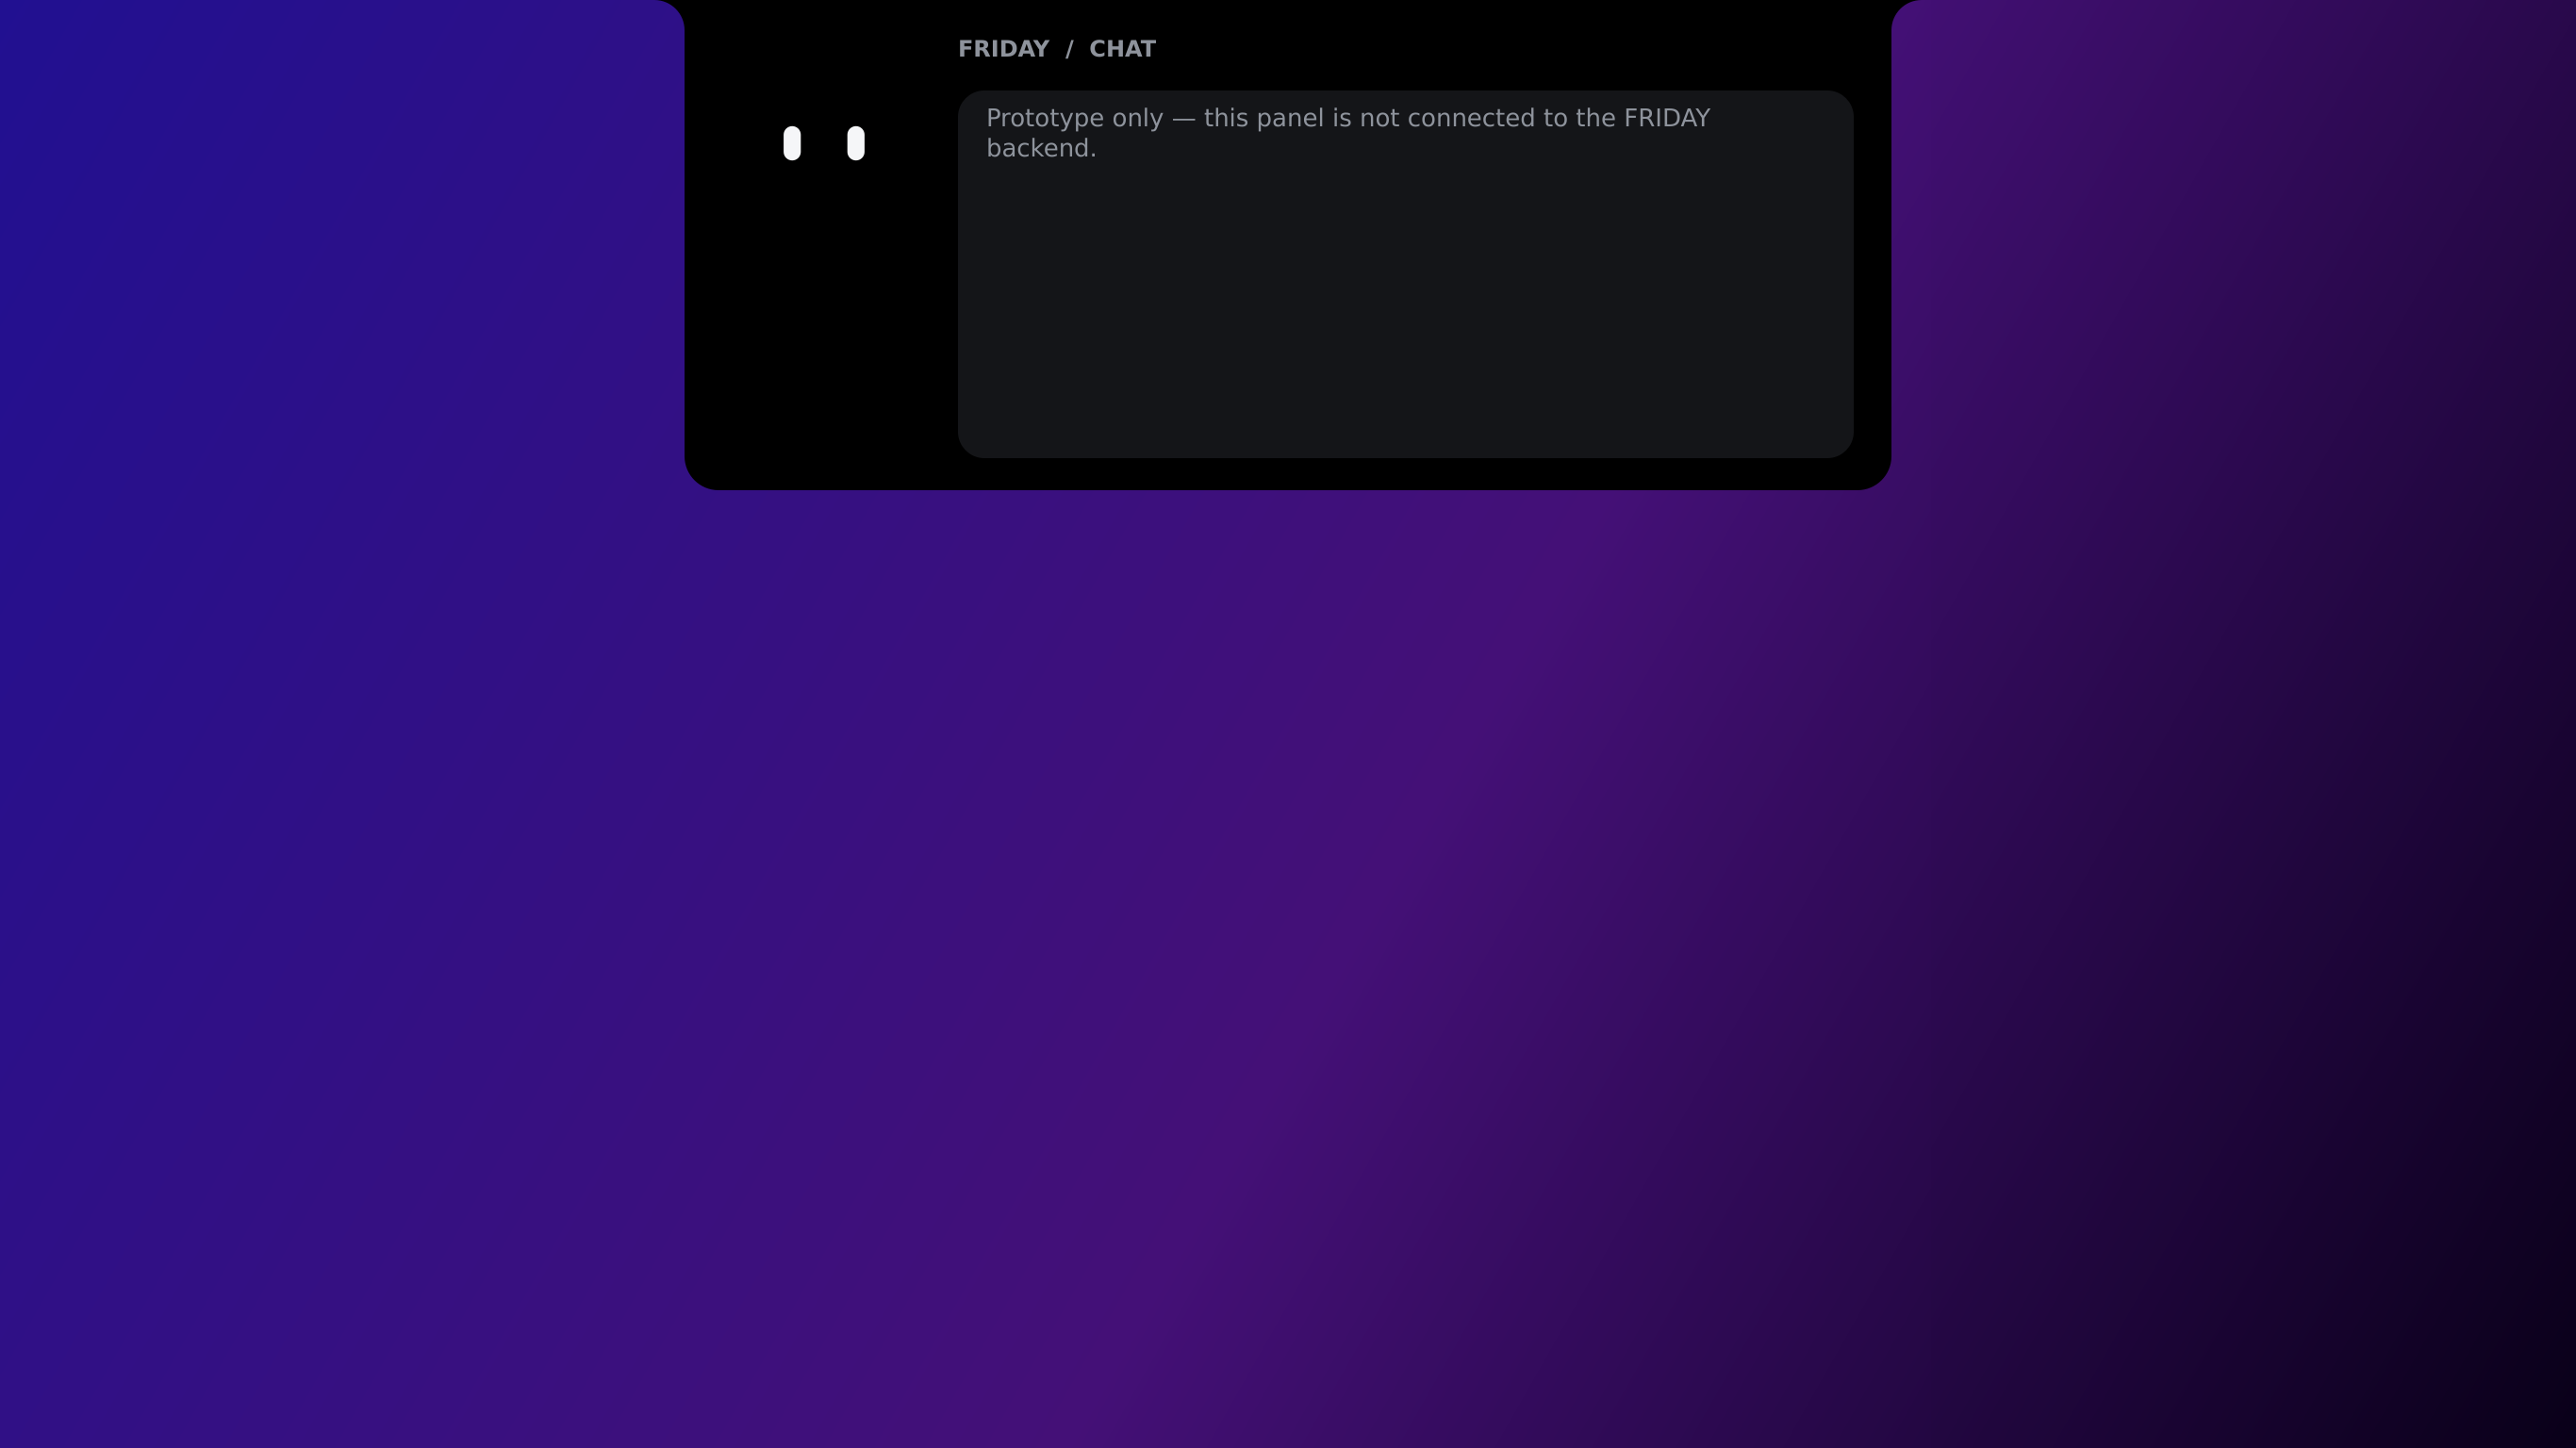 FRIDAY / CHAT
Prototype only — this panel is not connected to the FRIDAY
backend.